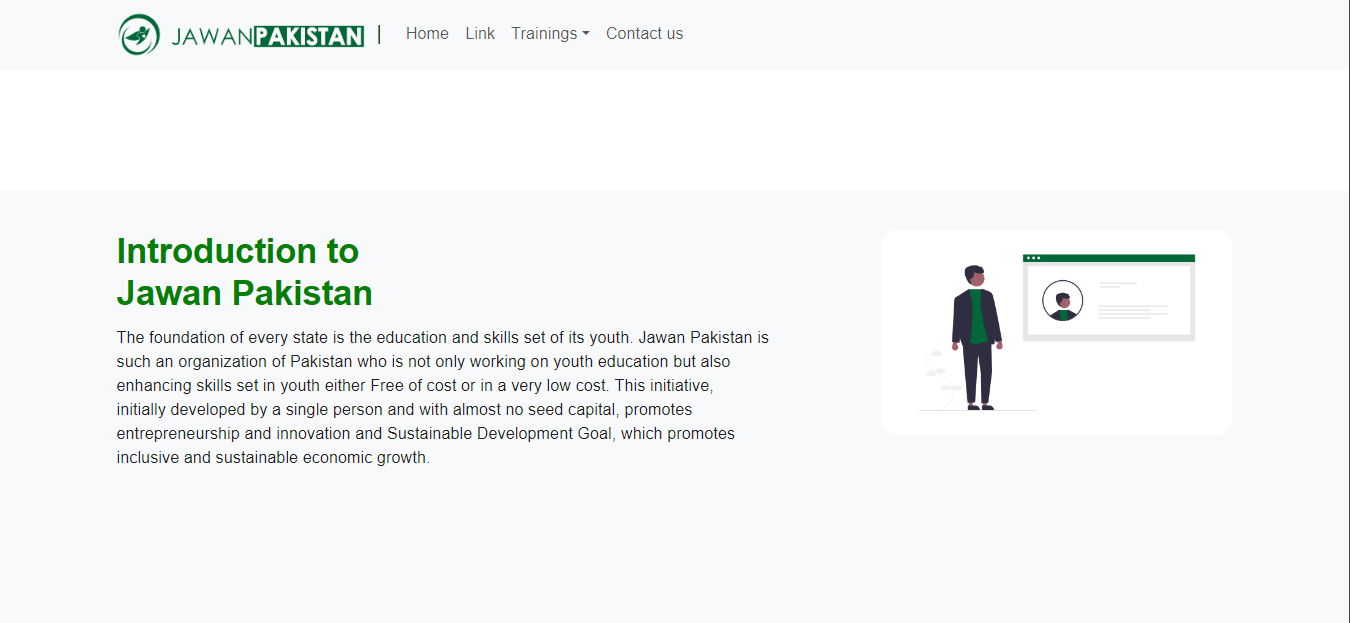 JAWANPAKISTAN | Home Link Trainings Contact us
Introduction to
Jawan Pakistan
The foundation of every state is the education and skills set of its youth. Jawan Pakistan is
such an organization of Pakistan who is not only working on youth education but also
enhancing skills set in youth either Free of cost or in a very low cost. This initiative,
initially developed by a single person and with almost no seed capital, promotes
entrepreneurship and innovation and Sustainable Development Goal, which promotes
inclusive and sustainable economic growth.